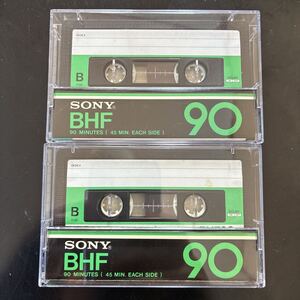 B
SONY
BHF 90
90 MINUTES ( 45 MIN. EACH SIDE )
B
SONY
BHF 90
90 MINUTES ( 45 MIN. EACH SIDE )